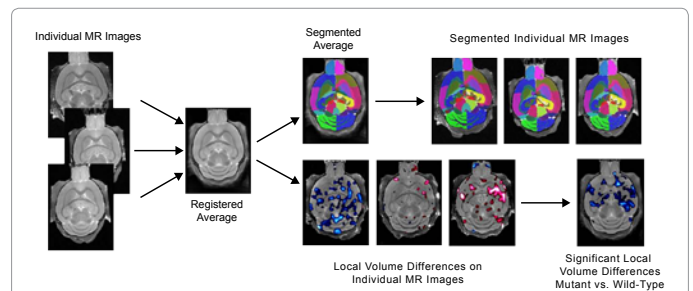 Individual MR Images
Segmented
Average
Segmented Individual MR Images
Registered
Average
Local Volume Differences on
Individual MR Images
Significant Local
Volume Differences
Mutant vs. Wild-Type